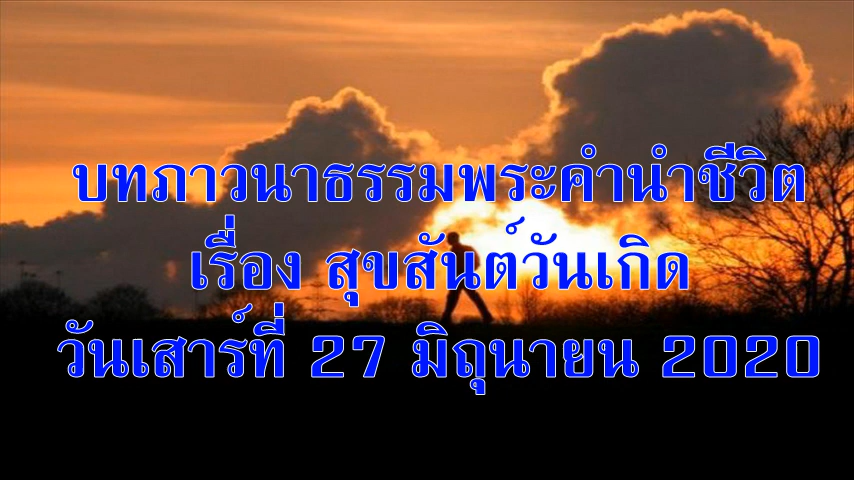 บทภาวนาธรรมพระคำนำชีวิต
เรื่อง สุขสันต์วันเกิด
วันเสาร์ที่ 27 มิถุนายน 2020